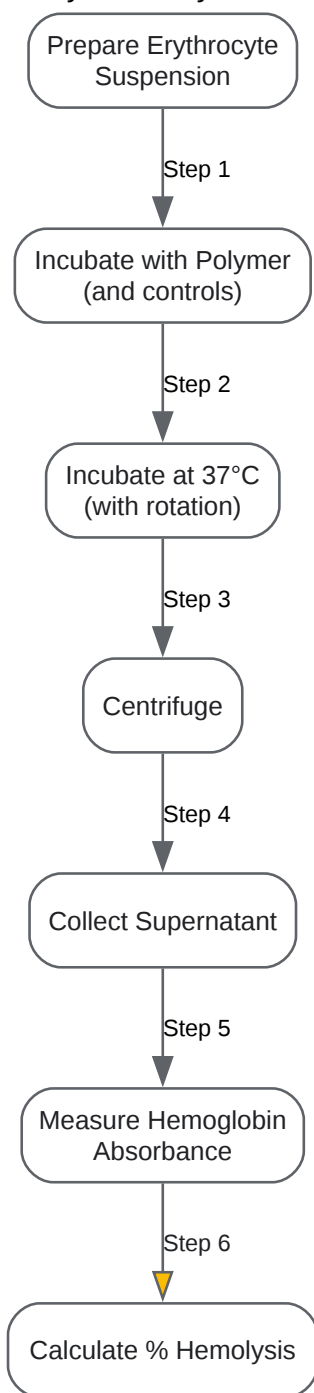 Prepare Erythrocyte
Suspension
Step 1
Incubate with Polymer
(and controls)
Step 2
Incubate at 37°C
(with rotation)
Step 3
Centrifuge
Step 4
Collect Supernatant
Step 5
Measure Hemoglobin
Absorbance
Step 6
Calculate % Hemolysis